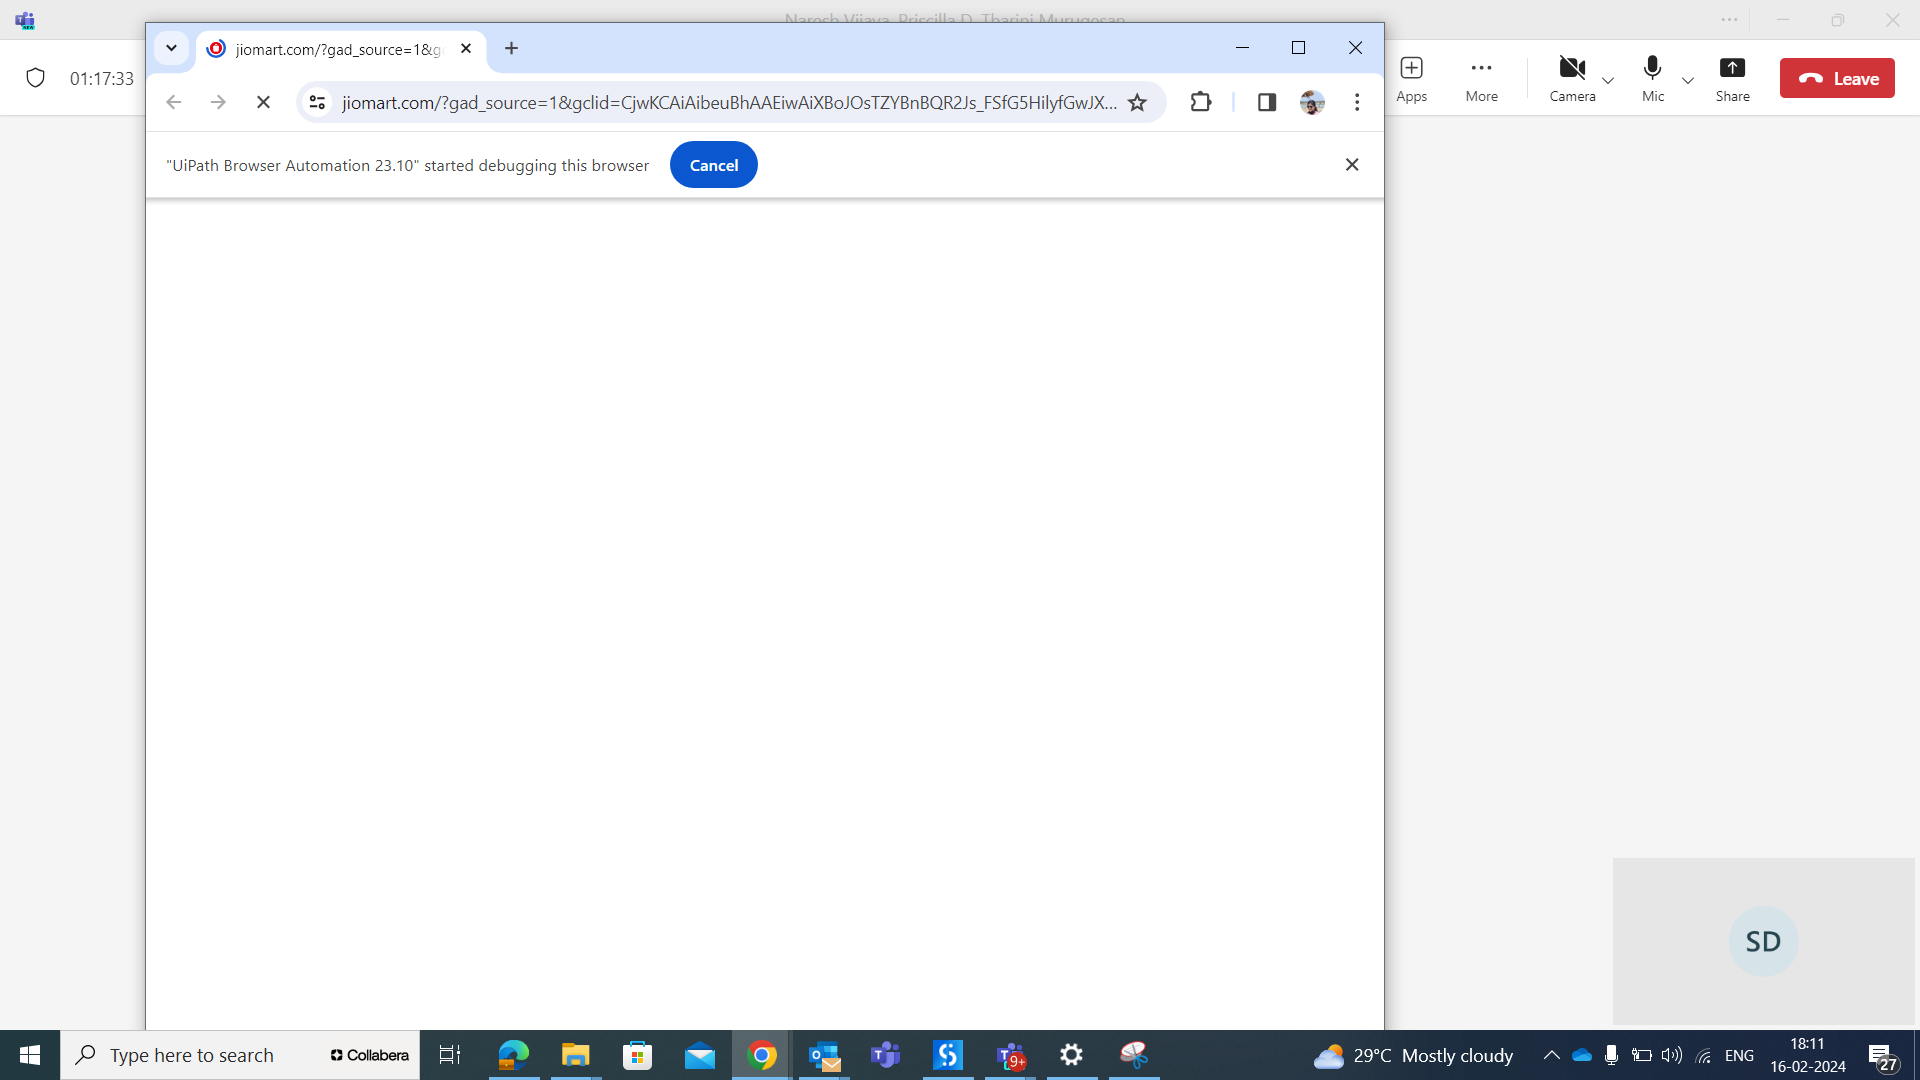 Naresh Vijaya, Priscilla D, Tharini Murugesan
01:17:33
jiomart.com/?gad_source=1&g
Apps
More
Camera
Mic
Share
Leave
jiomart.com/?gad_source=1&gclid=CjwKCAiAibeuBhAAEiwAiXBoJOsTZYBnBQR2Js_FSfG5HilyfGwJX...
"UiPath Browser Automation 23.10" started debugging this browser
Cancel
SD
Type here to search
Collabera
9+
29°C Mostly cloudy
ENG
18:11
16-02-2024
27